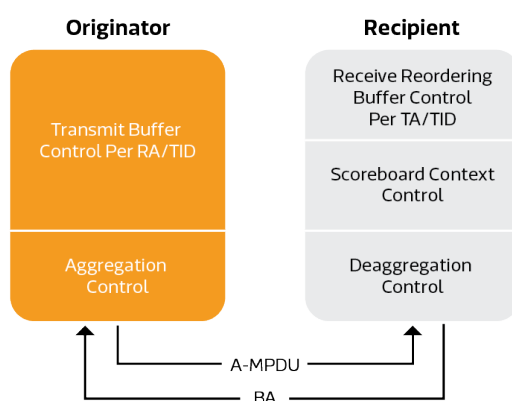 Originator
Recipient
Transmit Buffer
Control Per RA/TID
Receive Reordering
Buffer Control
Per TA/TID
Scoreboard Context
Control
Aggregation
Control
Deaggregation
Control
A-MPDU
BA